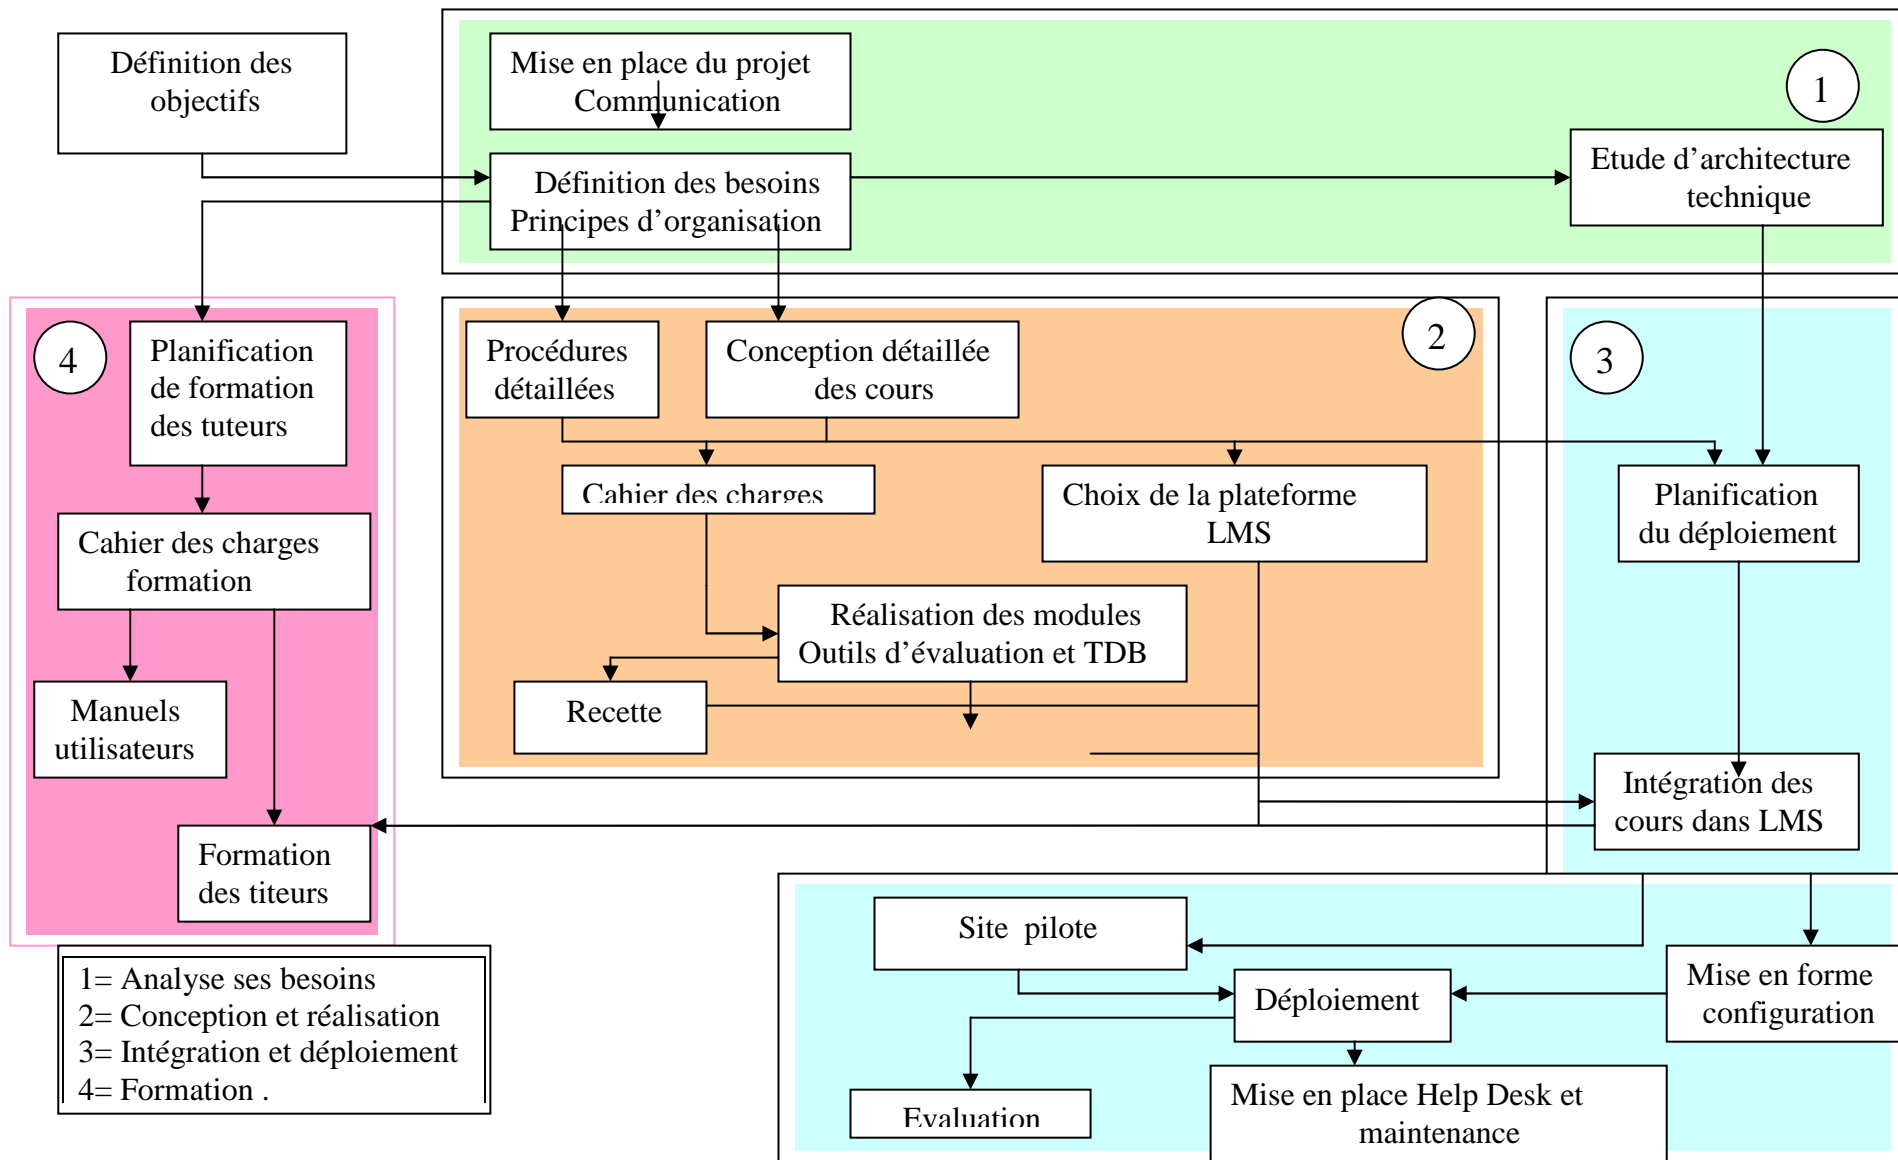 Définition des
objectifs
Mise en place du projet
Communication
1
Etude d’architecture
technique
Définition des besoins
Principes d’organisation
4
Planification
de formation
des tuteurs
Cahier des charges
formation
Manuels
utilisateurs
Formation
des titeurs
2
Procédures
détaillées
Conception détaillée
des cours
Cahier des charges
Choix de la plateforme
LMS
Réalisation des modules
Outils d’évaluation et TDB
Recette
3
Planification
du déploiement
Intégration des
cours dans LMS
Site pilote
Déploiement
Mise en forme
configuration
Evaluation
Mise en place Help Desk et
maintenance
1= Analyse ses besoins
2= Conception et réalisation
3= Intégration et déploiement
4= Formation .